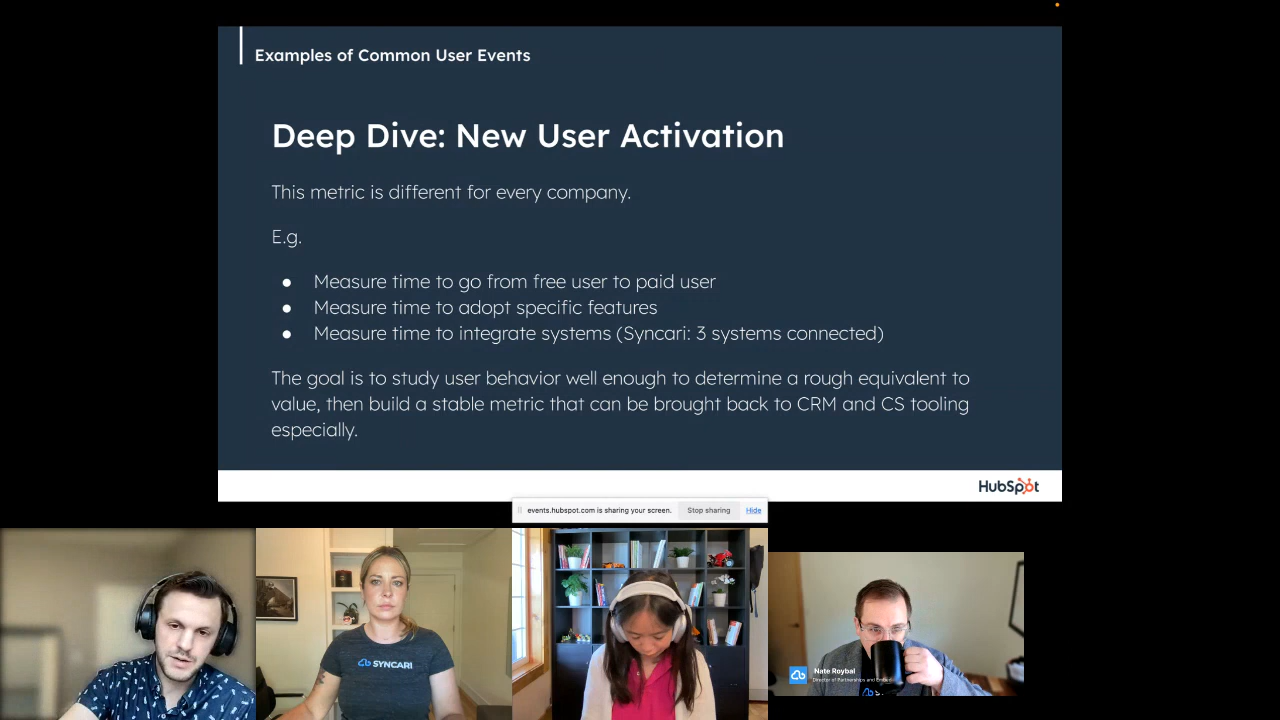 Examples of Common User Events
Deep Dive: New User Activation
This metric is different for every company.
E.g.
● Measure time to go from free user to paid user
● Measure time to adopt specific features
● Measure time to integrate systems (Syncari: 3 systems connected)
The goal is to study user behavior well enough to determine a rough equivalent to
value, then build a stable metric that can be brought back to CRM and CS tooling
especially.
HubSpot
events.hubspot.com is sharing your screen. Stop sharing Hide
SYNCARI
Nate Roybal
Director of Partnerships and